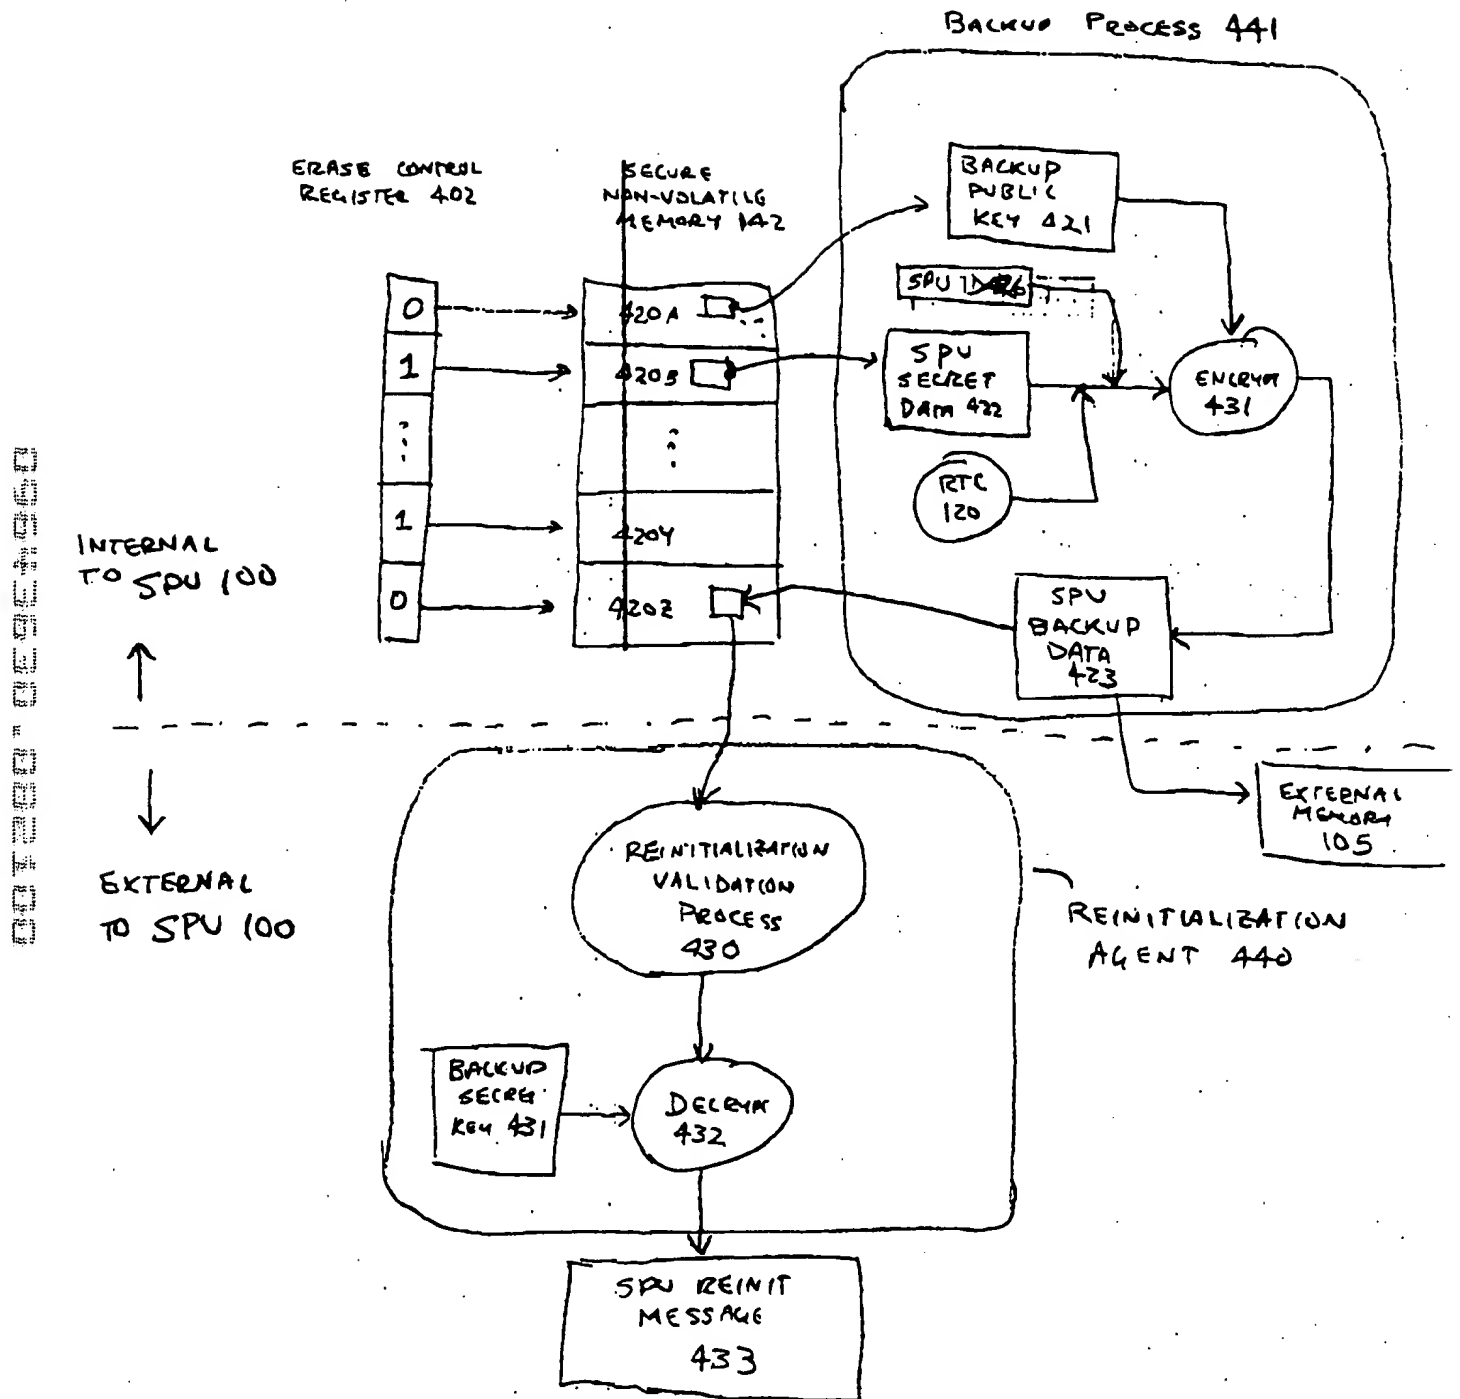 BACKUP PROCESS 441
ERASE CONTROL
REGISTER 402
SECURE
NON-VOLATILE
MEMORY 142
BACKUP
PUBLIC
KEY 421
SPU
0
420A
1
420B
SPU
SECRET
DATA 422
ENCRYPT
431
RTC
120
1
420Y
0
420Z
SPU
BACKUP
DATA
423
INTERNAL
TO SPU 100
EXTERNAL
TO SPU 100
EXTERNAL
MEMORY
105
REINITIALIZATION
VALIDATION
PROCESS
430
REINITIALIZATION
AGENT 440
BACKUP
SECRET
KEY 431
DECRYPT
432
SPU REINIT
MESSAGE
433